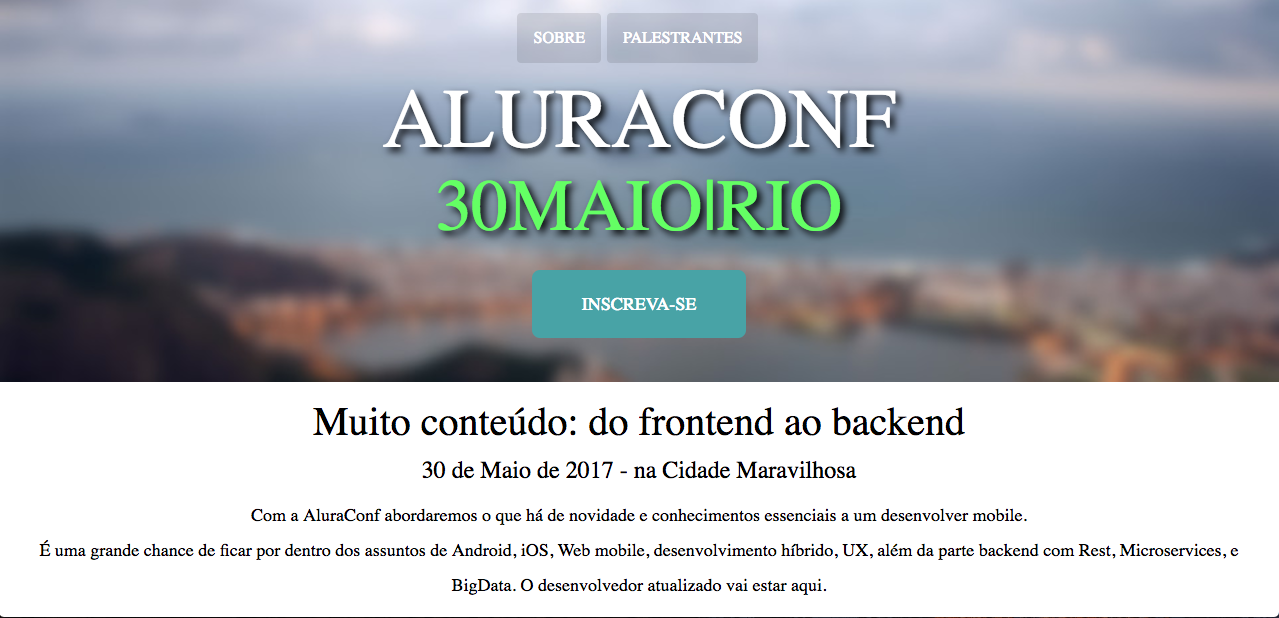 SOBRE PALESTRANTES
ALURACONF
30MAIO|RIO
INSCREVA-SE
Muito conteúdo: do frontend ao backend
30 de Maio de 2017 - na Cidade Maravilhosa
Com a AluraConf abordaremos o que há de novidade e conhecimentos essenciais a um desenvolver mobile.
É uma grande chance de ficar por dentro dos assuntos de Android, iOS, Web mobile, desenvolvimento híbrido, UX, além da parte backend com Rest, Microservices, e
BigData. O desenvolvedor atualizado vai estar aqui.